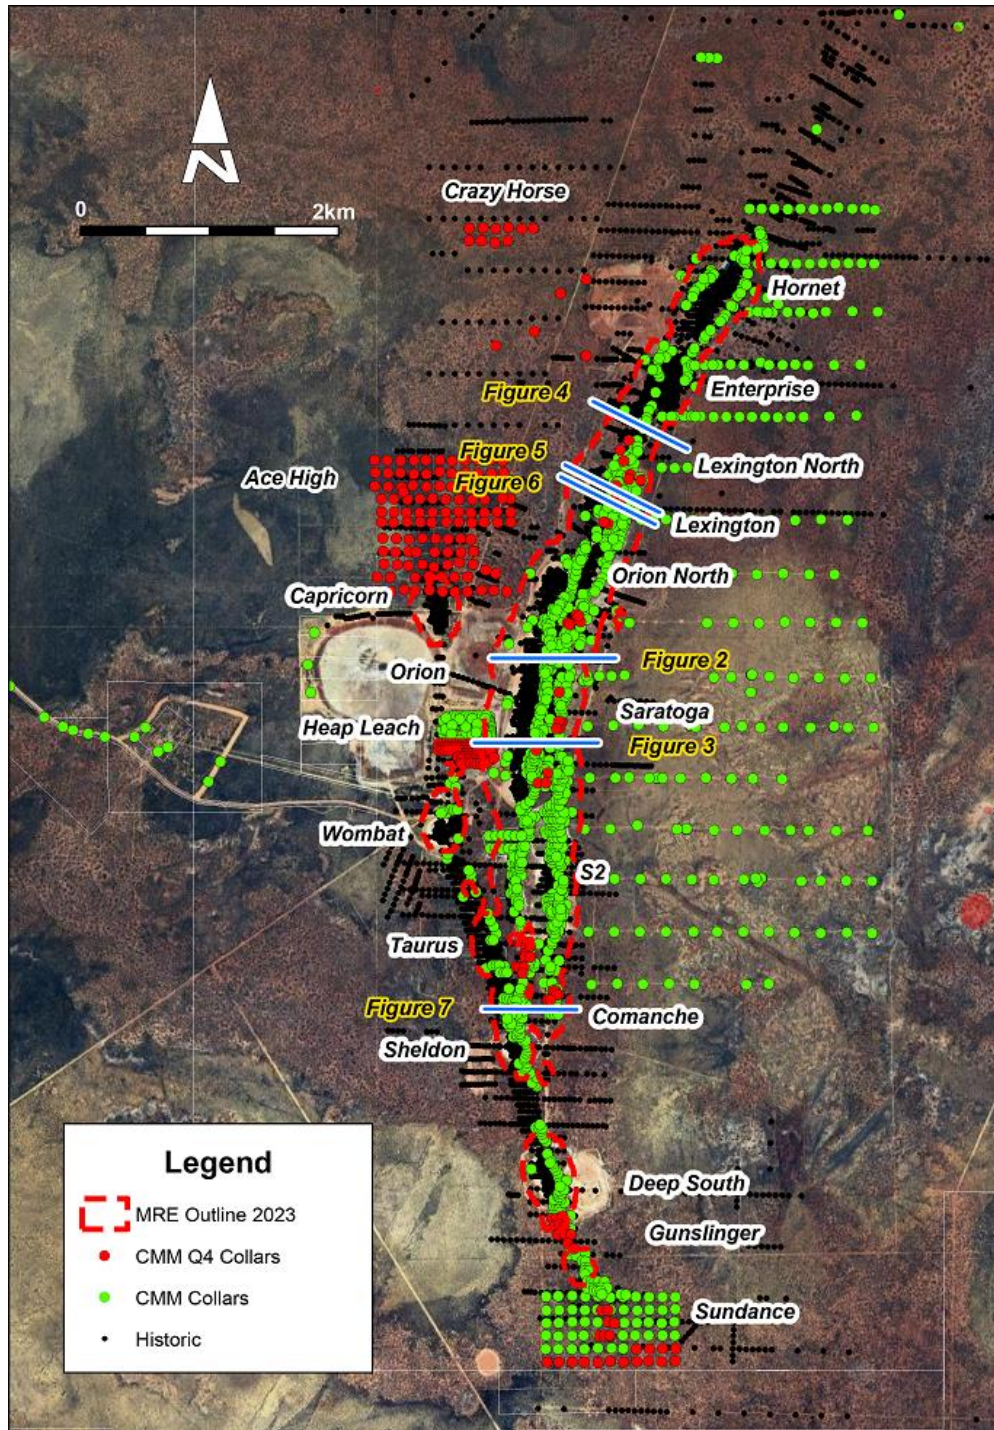 Crazy Horse
N
0 2km
Hornet
Figure 4
Enterprise
Figure 5
Lexington North
Ace High
Figure 6
Lexington
Orion North
Capricorn
Figure 2
Orion
Saratoga
Heap Leach
Figure 3
Wombat
S2
Taurus
Figure 7
Comanche
Sheldon
Legend
MRE Outline 2023
CMM Q4 Collars
CMM Collars
Historic
Deep South
Gunslinger
Sundance